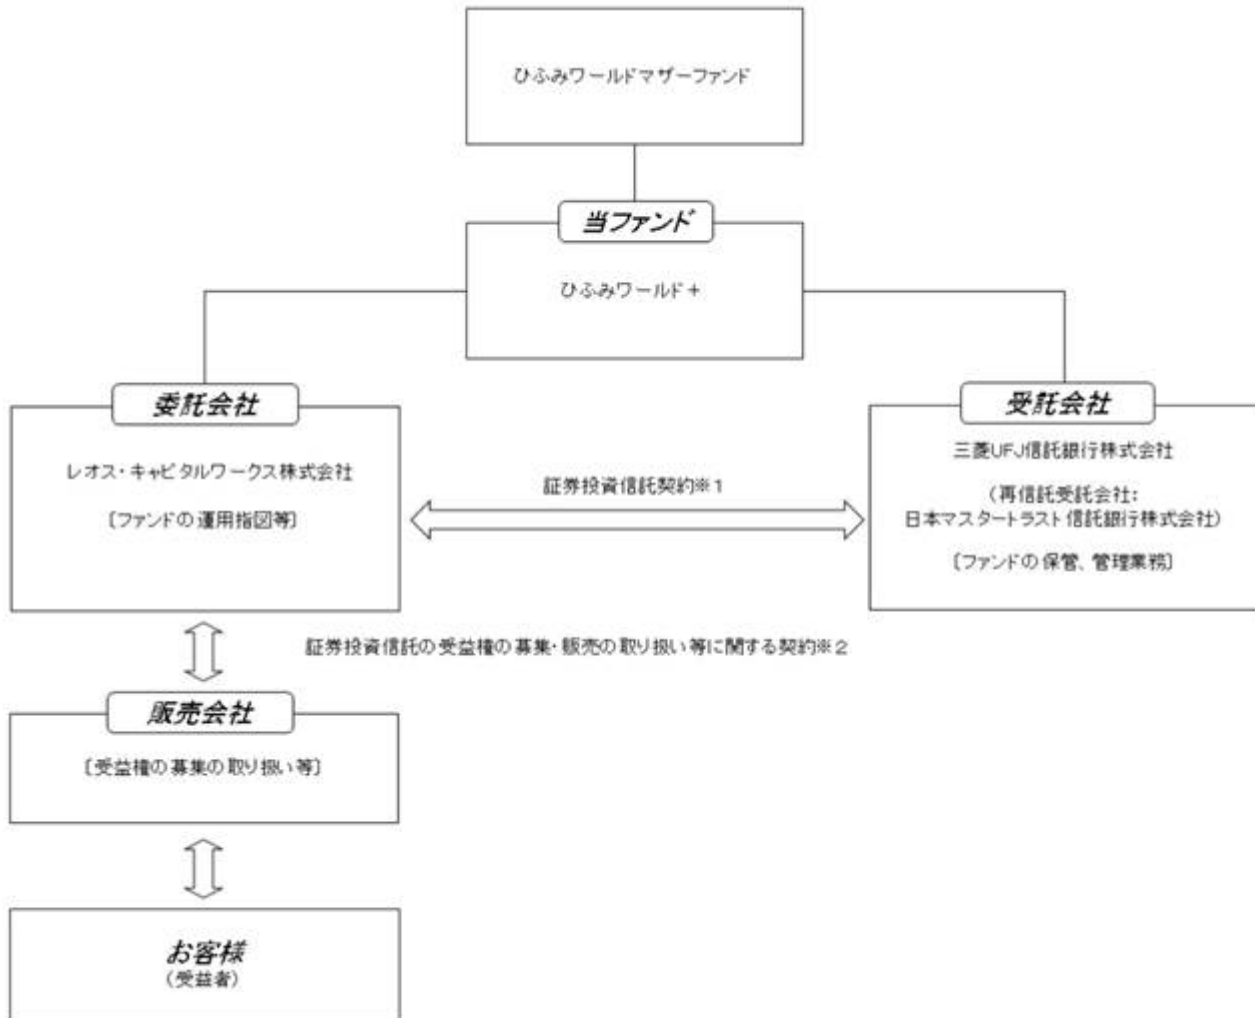 ひふみワールドマザーファンド
当ファンド
ひふみワールド＋
委託会社
レオス・キャピタルワークス株式会社
〔ファンドの運用指図等〕
証券投資信託契約※1
受託会社
三菱UFJ信託銀行株式会社
（再信託受託会社：
日本マスタートラスト信託銀行株式会社）
〔ファンドの保管、管理業務〕
証券投資信託の受益権の募集・販売の取り扱い等に関する契約※2
販売会社
〔受益権の募集の取り扱い等〕
お客様
（受益者）